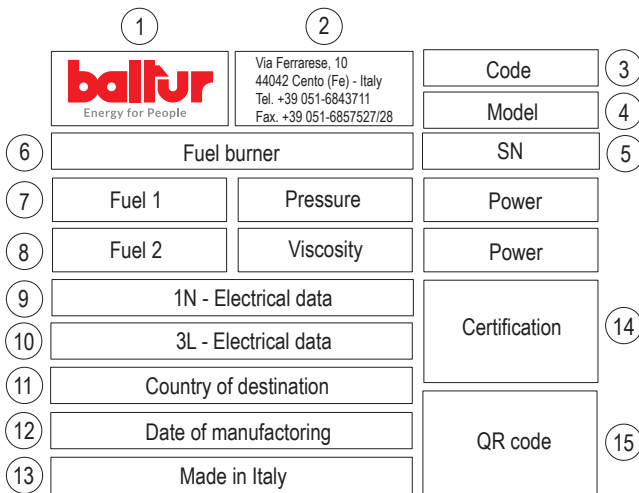 1
2
baltur
Energy for People
Via Ferrarese, 10
44042 Cento (Fe) - Italy
Tel. +39 051-6843711
Fax. +39 051-6857527/28
Code
3
Model
4
6
Fuel burner
SN
5
7
Fuel 1
Pressure
Power
8
Fuel 2
Viscosity
Power
9
1N - Electrical data
10
3L - Electrical data
Certification
14
11
Country of destination
12
Date of manufactoring
QR code
15
13
Made in Italy